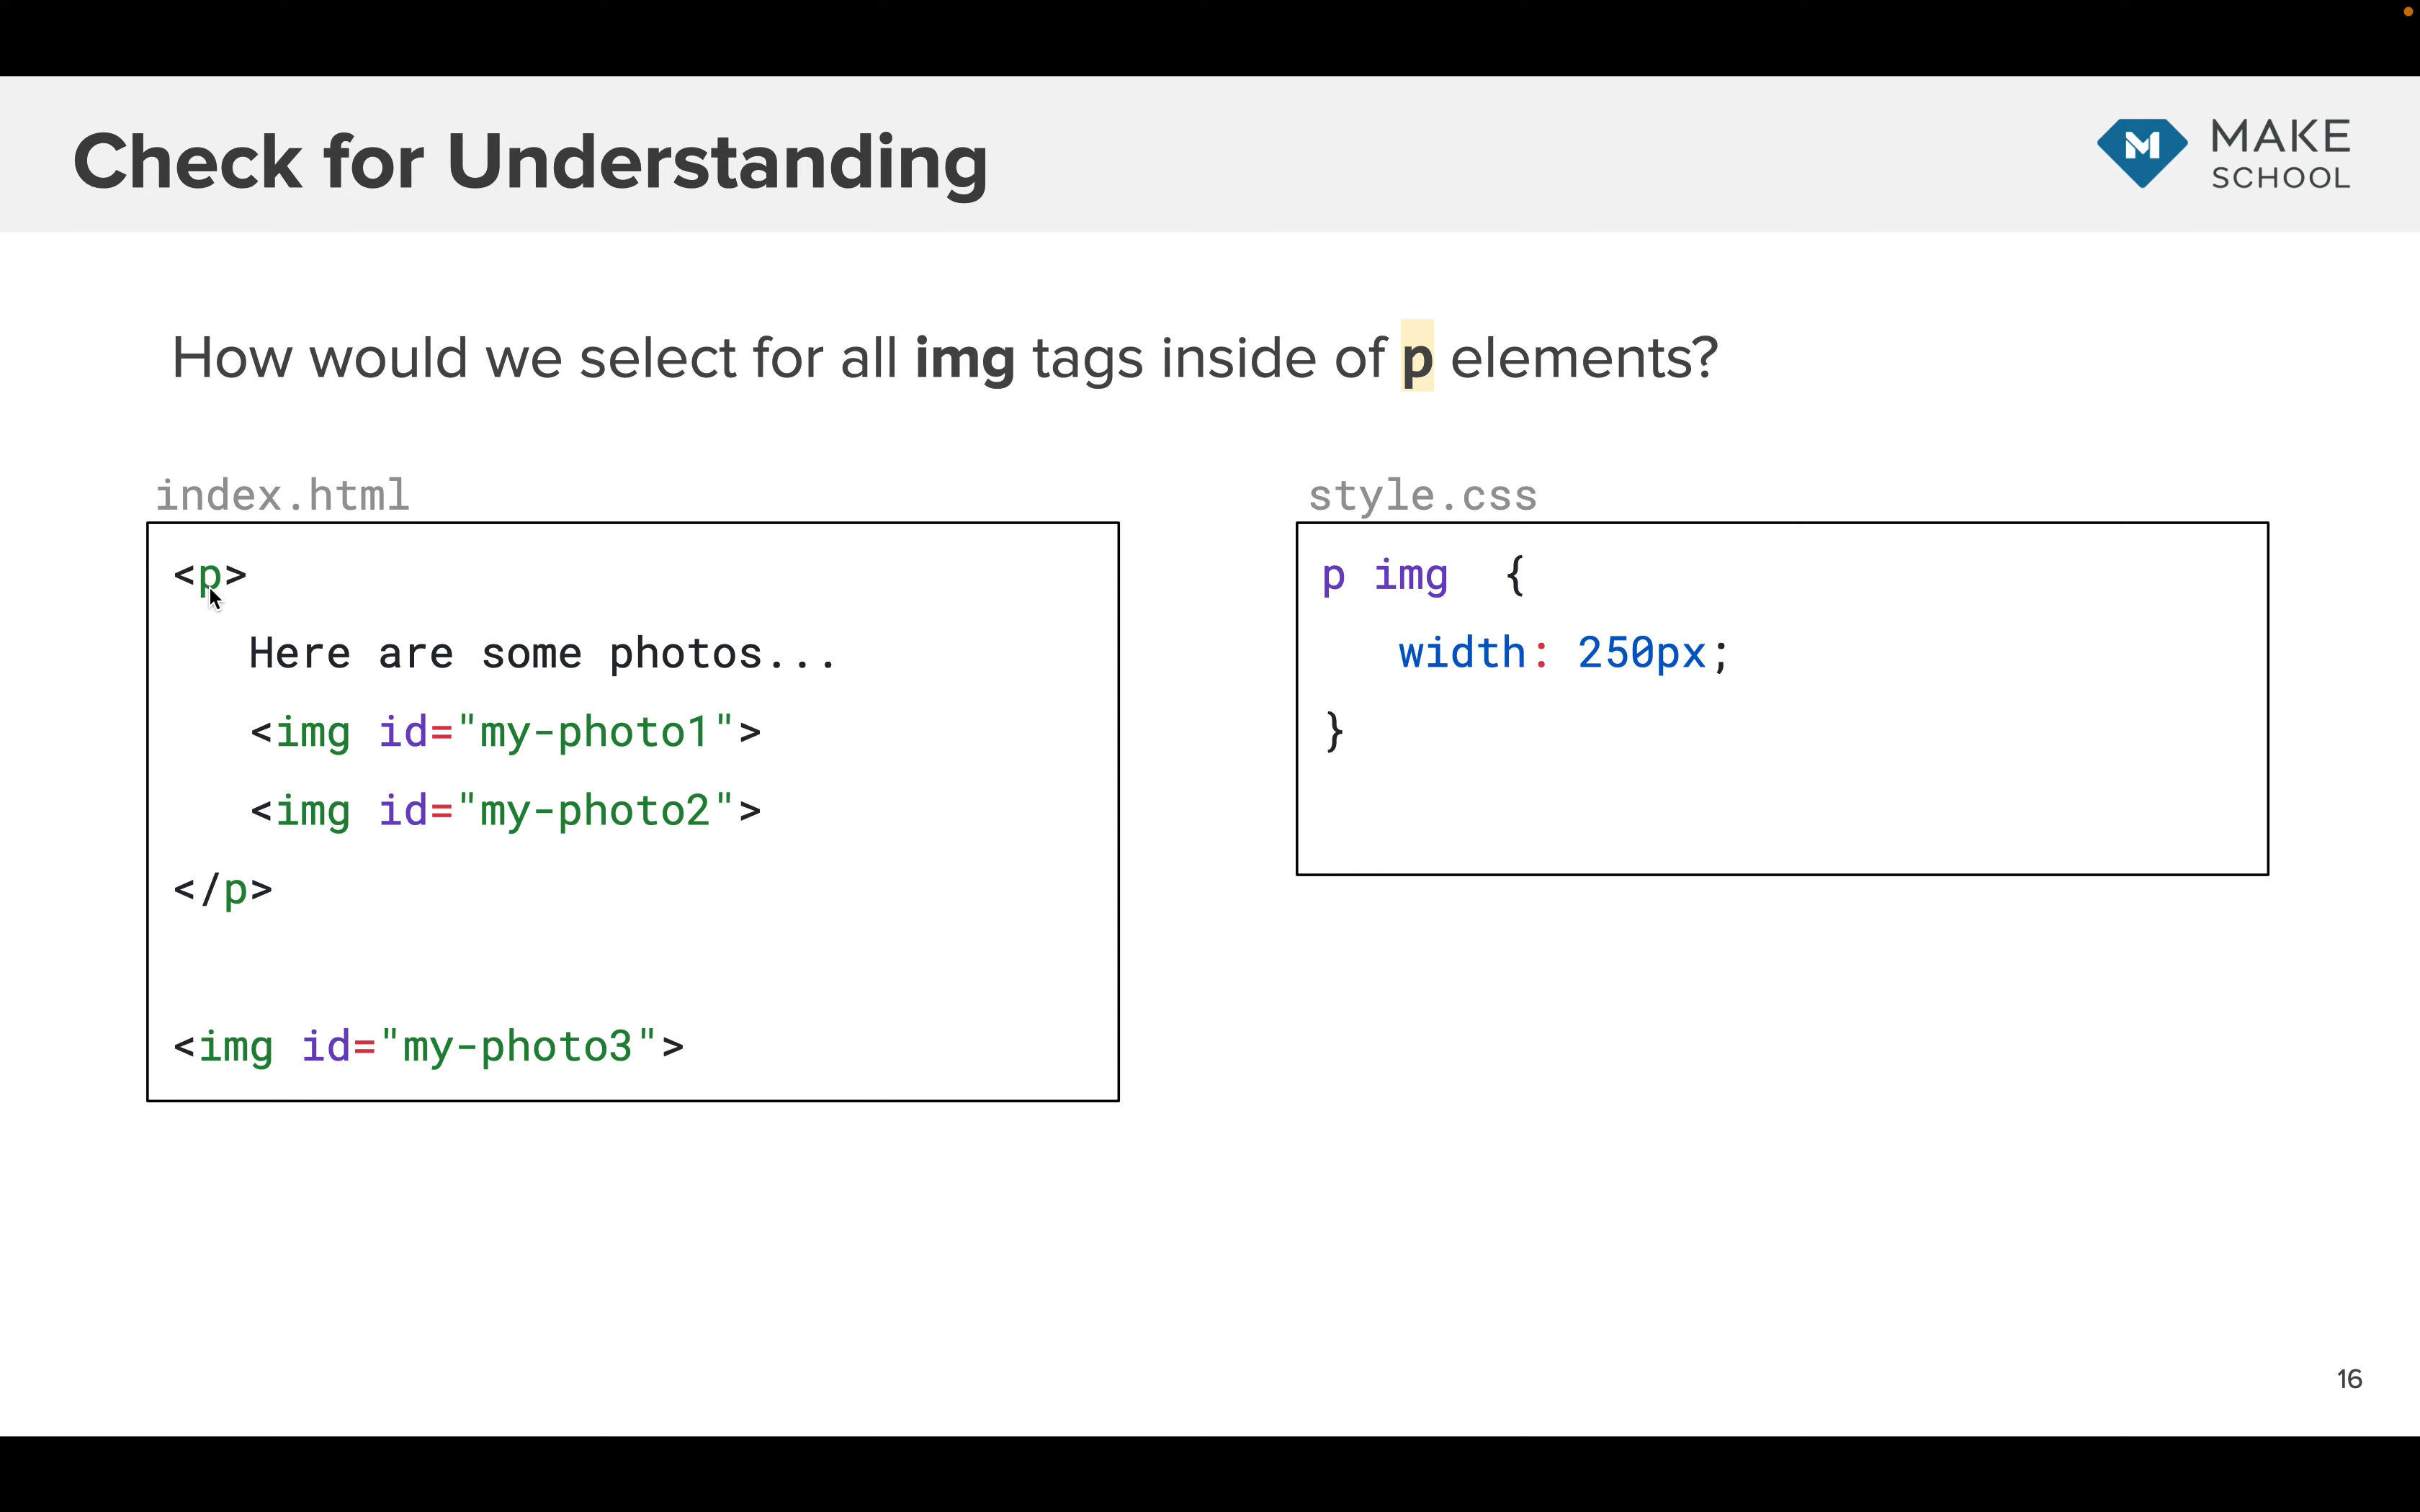 Check for Understanding
MAKE
SCHOOL
How would we select for all img tags inside of p elements?
index.html
<p>
Here are some photos...
<img id="my-photo1">
<img id="my-photo2">
</p>
<img id="my-photo3">
style.css
p img {
width: 250px;
}
16